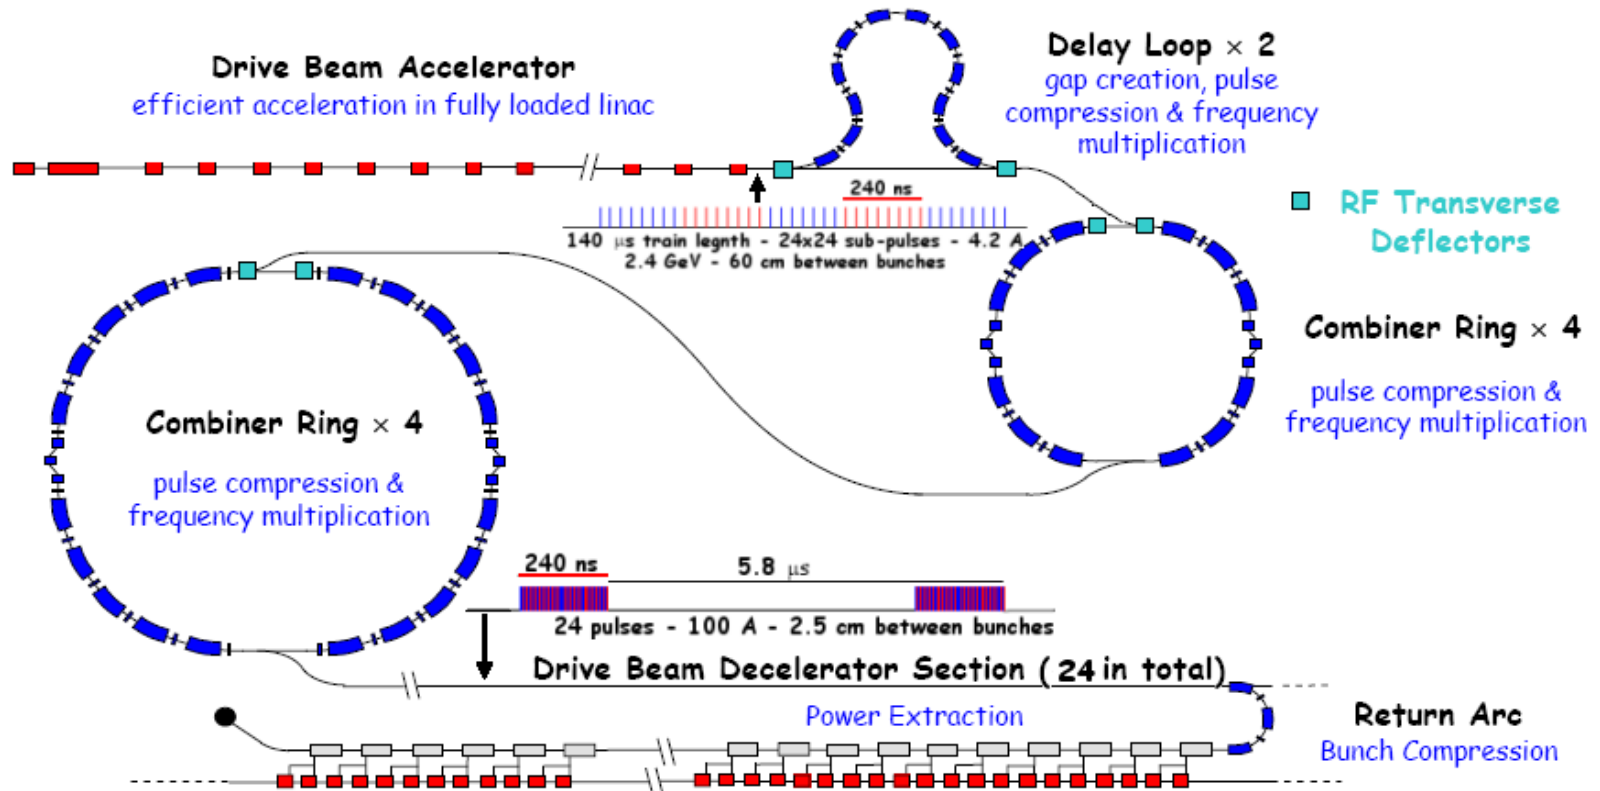 Drive Beam Accelerator
efficient acceleration in fully loaded linac
Delay Loop × 2
gap creation, pulse
compression & frequency
multiplication
240 ns
140 μs train legnth - 24x24 sub-pulses - 4.2 A
2.4 GeV - 60 cm between bunches
RF Transverse
Deflectors
Combiner Ring × 4
pulse compression &
frequency multiplication
Combiner Ring × 4
pulse compression &
frequency multiplication
240 ns
5.8 μs
24 pulses - 100 A - 2.5 cm between bunches
Drive Beam Decelerator Section ( 24 in total)
Power Extraction
Return Arc
Bunch Compression